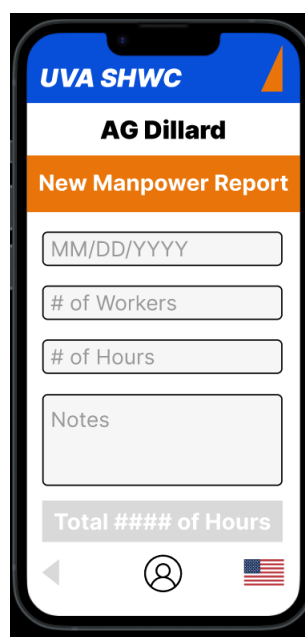 UVA SHWC
AG Dillard
New Manpower Report
MM/DD/YYYY
# of Workers
# of Hours
Notes
Total #### of Hours